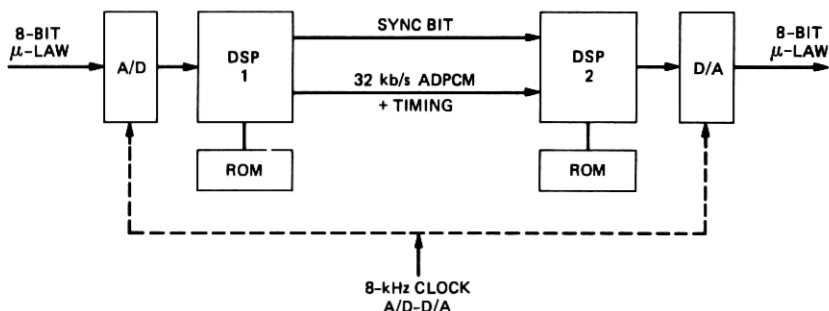 8-BIT
μ-LAW
A/D
DSP
1
ROM
SYNC BIT
32 kb/s ADPCM
+ TIMING
DSP
2
ROM
D/A
8-BIT
μ-LAW
8-kHz CLOCK
A/D-D/A